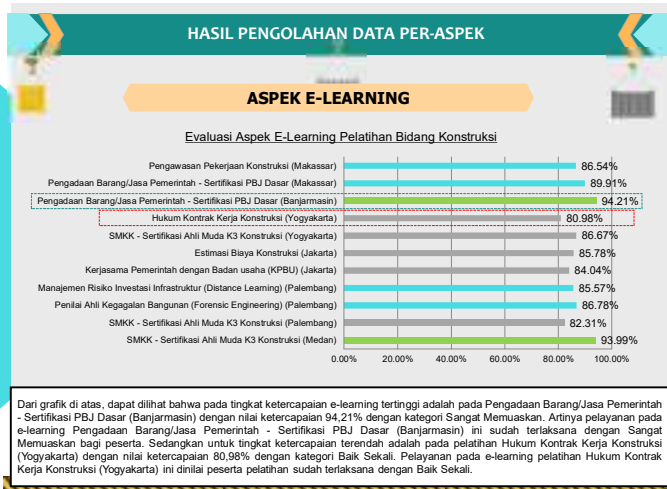 HASIL PENGOLAHAN DATA PER-ASPEK
ASPEK E-LEARNING
Evaluasi Aspek E-Learning Pelatihan Bidang Konstruksi
Pengawasan Pekerjaan Konstruksi (Makassar) 86.54%
Pengadaan Barang/Jasa Pemerintah - Sertifikasi PBJ Dasar (Makassar) 89.91%
Pengadaan Barang/Jasa Pemerintah - Sertifikasi PBJ Dasar (Banjarmasin) 94.21%
Hukum Kontrak Kerja Konstruksi (Yogyakarta) 80.98%
SMKK - Sertifikasi Ahli Muda K3 Konstruksi (Yogyakarta) 86.67%
Estimasi Biaya Konstruksi (Jakarta) 85.78%
Kerjasama Pemerintah dengan Badan usaha (KPBU) (Jakarta) 84.04%
Manajemen Risiko Investasi Infrastruktur (Distance Learning) (Palembang) 85.57%
Penilai Ahli Kegagalan Bangunan (Forensic Engineering) (Palembang) 86.78%
SMKK - Sertifikasi Ahli Muda K3 Konstruksi (Palembang) 82.31%
SMKK - Sertifikasi Ahli Muda K3 Konstruksi (Medan) 93.99%
0.00% 20.00% 40.00% 60.00% 80.00% 100.00%
Dari grafik di atas, dapat dilihat bahwa pada tingkat ketercapaian e-learning tertinggi adalah pada Pengadaan Barang/Jasa Pemerintah
- Sertifikasi PBJ Dasar (Banjarmasin) dengan nilai ketercapaian 94,21% dengan kategori Sangat Memuaskan. Artinya pelayanan pada
e-learning Pengadaan Barang/Jasa Pemerintah - Sertifikasi PBJ Dasar (Banjarmasin) ini sudah terlaksana dengan Sangat
Memuaskan bagi peserta. Sedangkan untuk tingkat ketercapaian terendah adalah pada pelatihan Hukum Kontrak Kerja Konstruksi
(Yogyakarta) dengan nilai ketercapaian 80,98% dengan kategori Baik Sekali. Pelayanan pada e-learning pelatihan Hukum Kontrak
Kerja Konstruksi (Yogyakarta) ini dinilai peserta pelatihan sudah terlaksana dengan Baik Sekali.